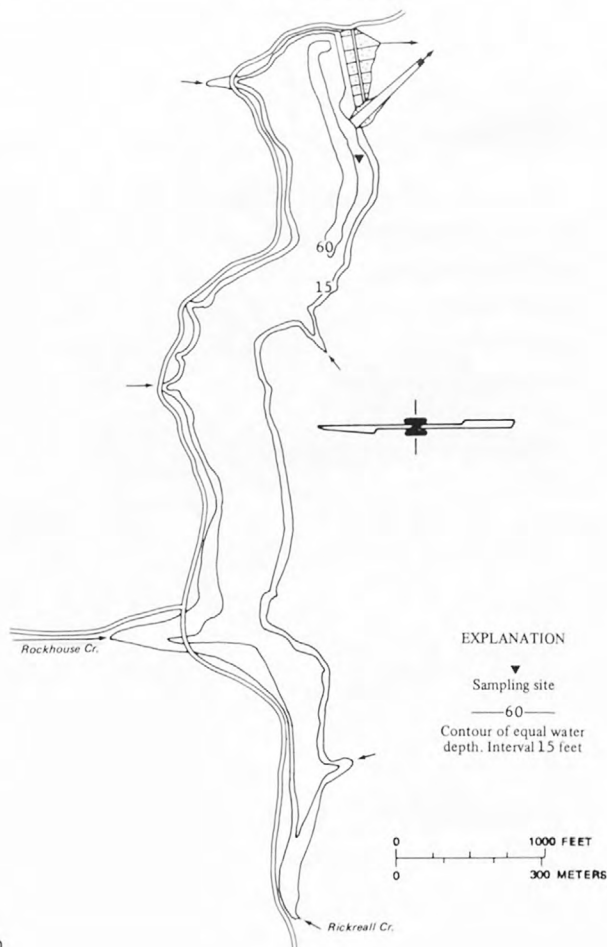 60
15
Rockhouse Cr.
EXPLANATION
Sampling site
60
Contour of equal water
depth. Interval 15 feet
0 1000 FEET
0 300 METERS
Rickreall Cr.